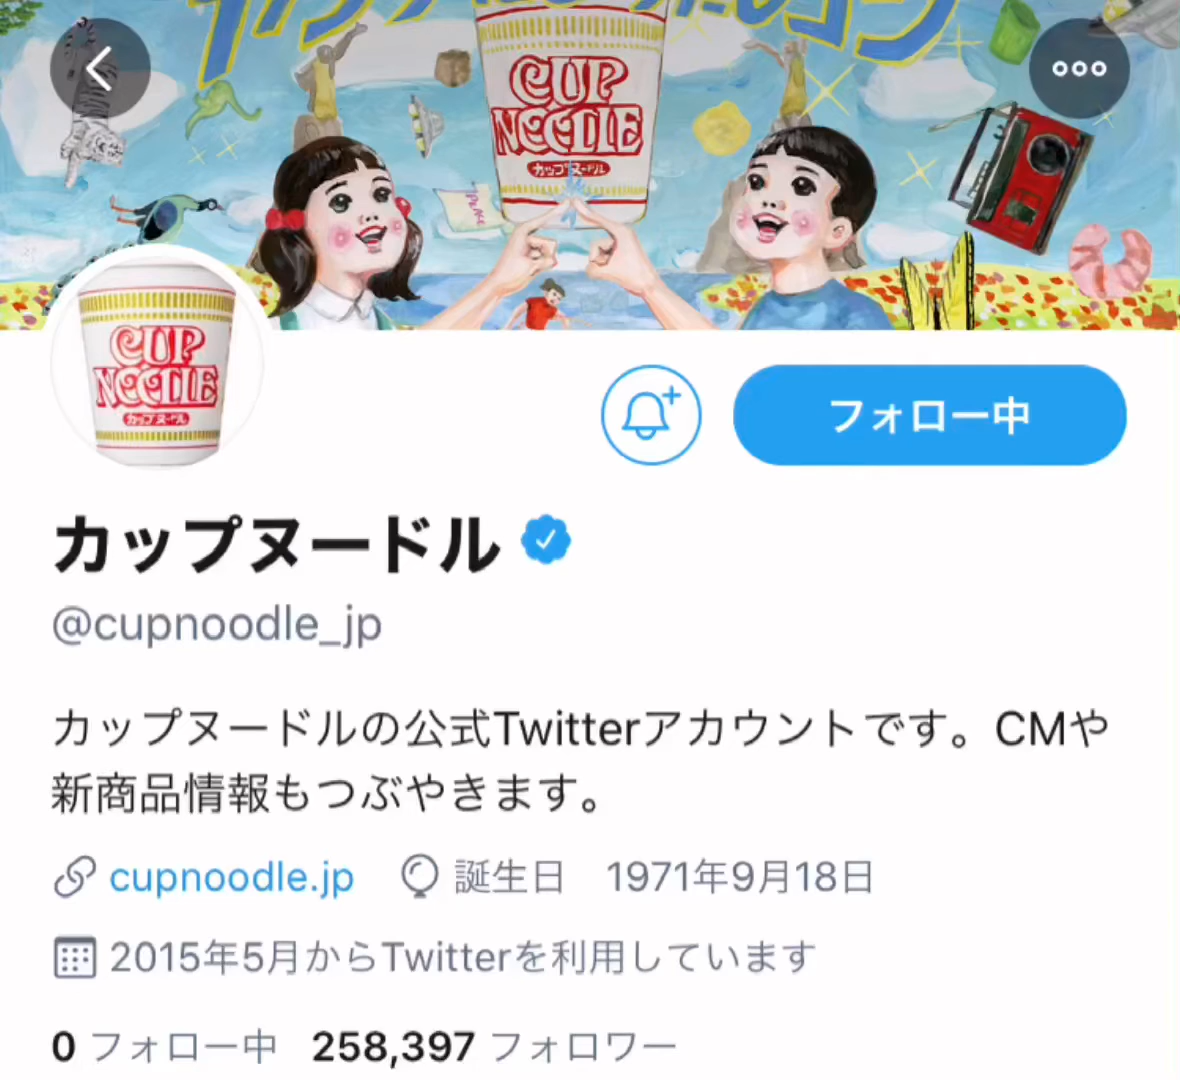 CUP
NOODLE
カップヌードル
PEACE
CUP
NOODLE
カップヌードル
フォロー中
カップヌードル
@cupnoodle_jp
カップヌードルの公式Twitterアカウントです。CMや
新商品情報もつぶやきます。
cupnoodle.jp 誕生日 1971年9月18日
2015年5月からTwitterを利用しています
0 フォロー中 258,397 フォロワー